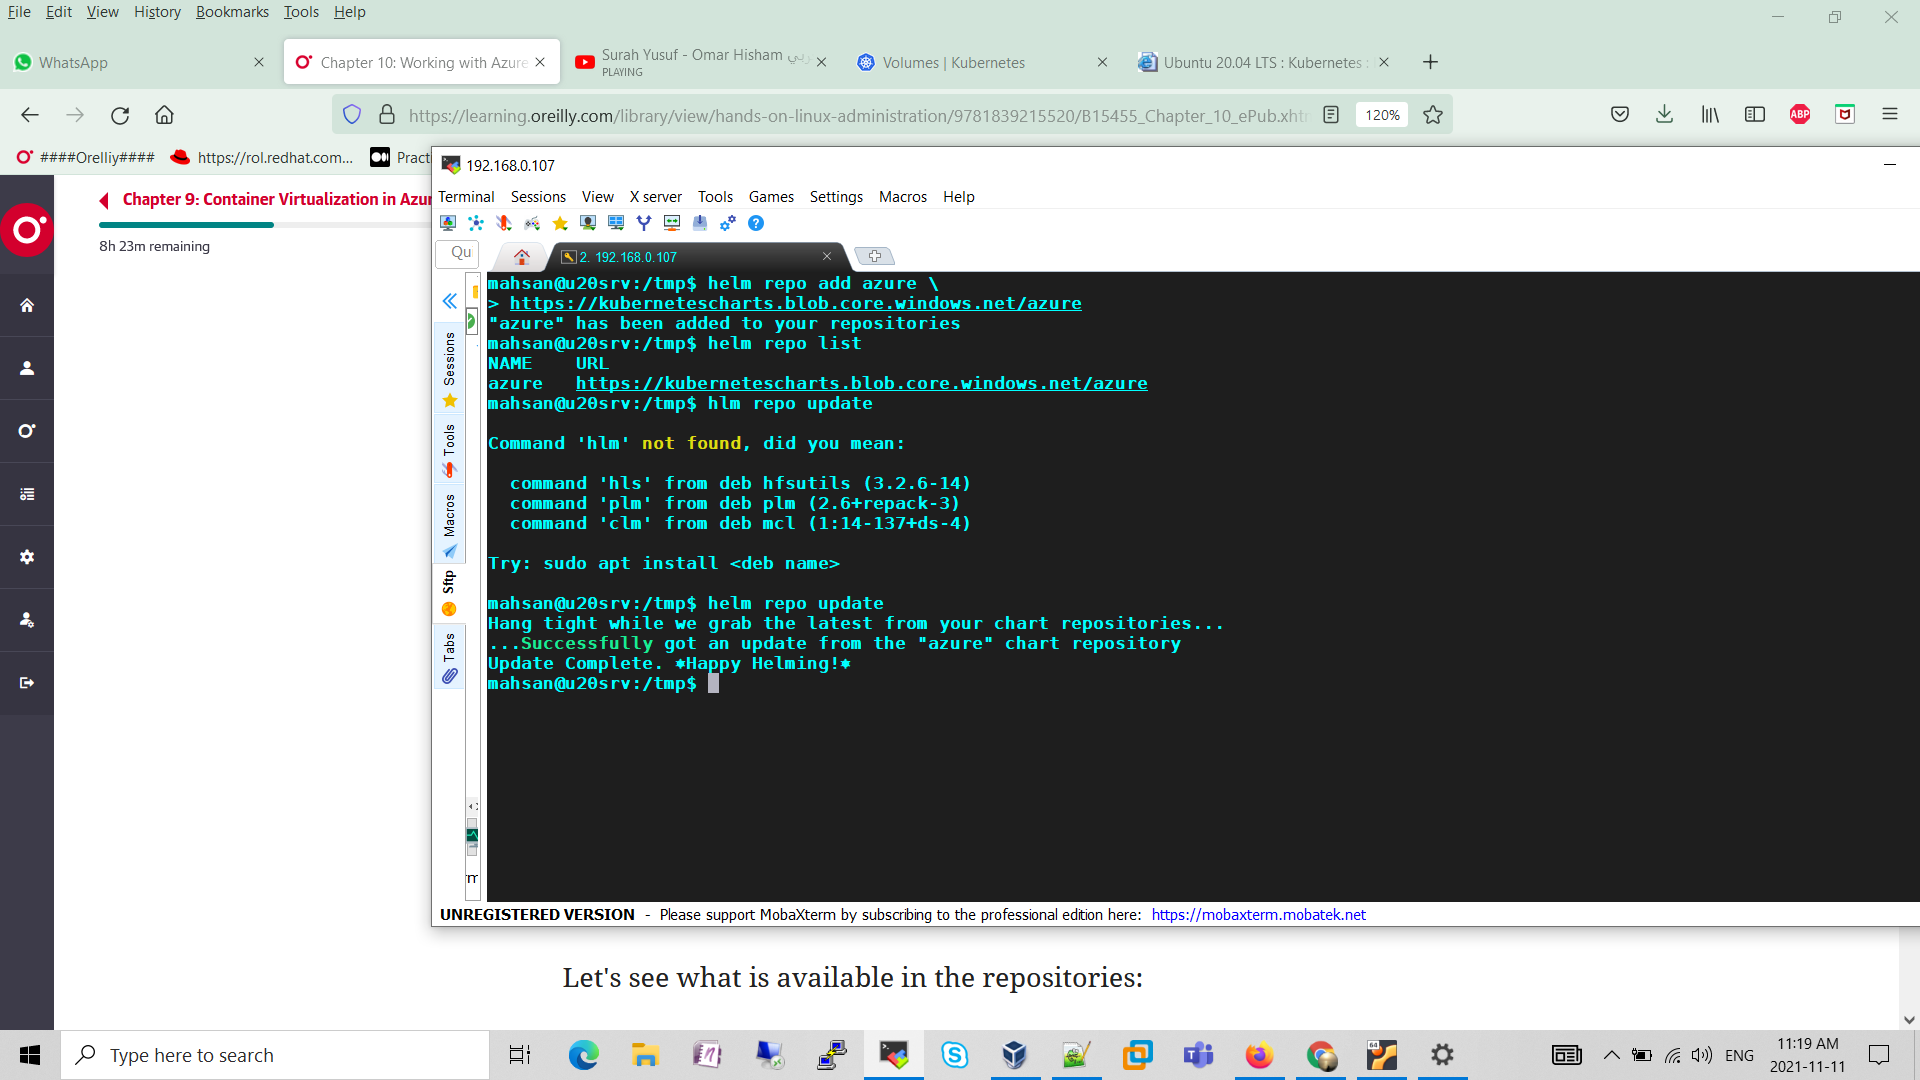 File Edit View History Bookmarks Tools Help
WhatsApp
Chapter 10: Working with Azure
Surah Yusuf - Omar Hisham
PLAYING
Volumes | Kubernetes
Ubuntu 20.04 LTS : Kubernetes :
https://learning.oreilly.com/library/view/hands-on-linux-administration/9781839215520/B15455_Chapter_10_ePub.xhtm
120%
ABP
####Orelliy####
https://rol.redhat.com...
Pract
192.168.0.107
Terminal Sessions View X server Tools Games Settings Macros Help
Chapter 9: Container Virtualization in Azur
8h 23m remaining
Qui
2. 192.168.0.107
Sessions
Tools
Macros
Sftp
Tabs
mahsan@u20srv:/tmp$ helm repo add azure \
> https://kubernetescharts.blob.core.windows.net/azure
"azure" has been added to your repositories
mahsan@u20srv:/tmp$ helm repo list
NAME    URL
azure   https://kubernetescharts.blob.core.windows.net/azure
mahsan@u20srv:/tmp$ hlm repo update
Command 'hlm' not found, did you mean:
command 'hls' from deb hfsutils (3.2.6-14)
command 'plm' from deb plm (2.6+repack-3)
command 'clm' from deb mcl (1:14-137+ds-4)
Try: sudo apt install <deb name>
mahsan@u20srv:/tmp$ helm repo update
Hang tight while we grab the latest from your chart repositories...
...Successfully got an update from the "azure" chart repository
Update Complete. ⎈Happy Helming!⎈
mahsan@u20srv:/tmp$
UNREGISTERED VERSION - Please support MobaXterm by subscribing to the professional edition here: https://mobaxterm.mobatek.net
Let's see what is available in the repositories:
Type here to search
64
ENG
11:19 AM
2021-11-11